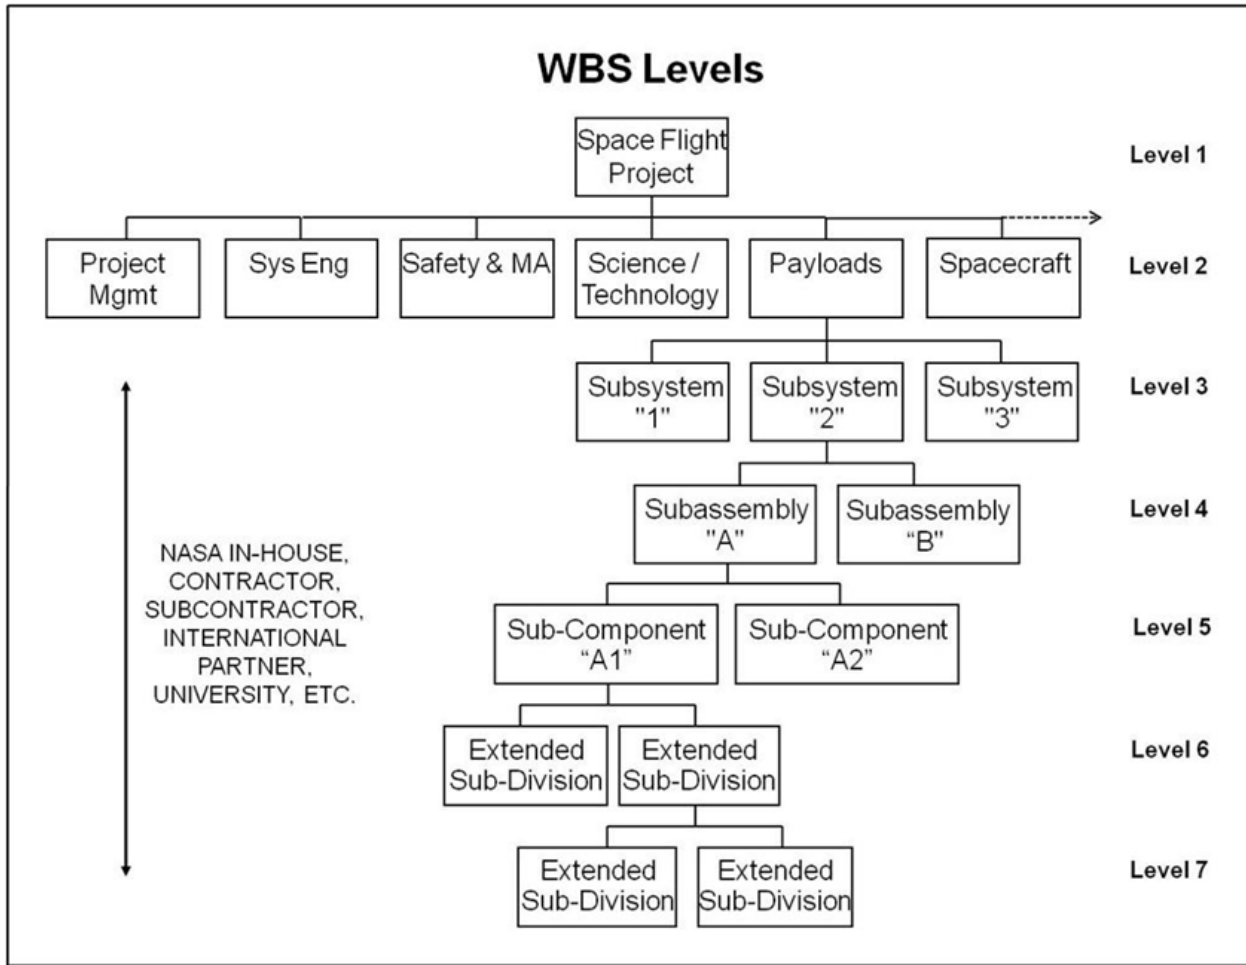 WBS Levels
Space Flight
Project
Level 1
Project
Mgmt
Sys Eng
Safety & MA
Science /
Technology
Payloads
Spacecraft
Level 2
Subsystem
"1"
Subsystem
"2"
Subsystem
"3"
Level 3
Subassembly
"A"
Subassembly
“B"
Level 4
NASA IN-HOUSE,
CONTRACTOR,
SUBCONTRACTOR,
INTERNATIONAL
PARTNER,
UNIVERSITY, ETC.
Sub-Component
“A1”
Sub-Component
“A2”
Level 5
Extended
Sub-Division
Extended
Sub-Division
Level 6
Extended
Sub-Division
Extended
Sub-Division
Level 7